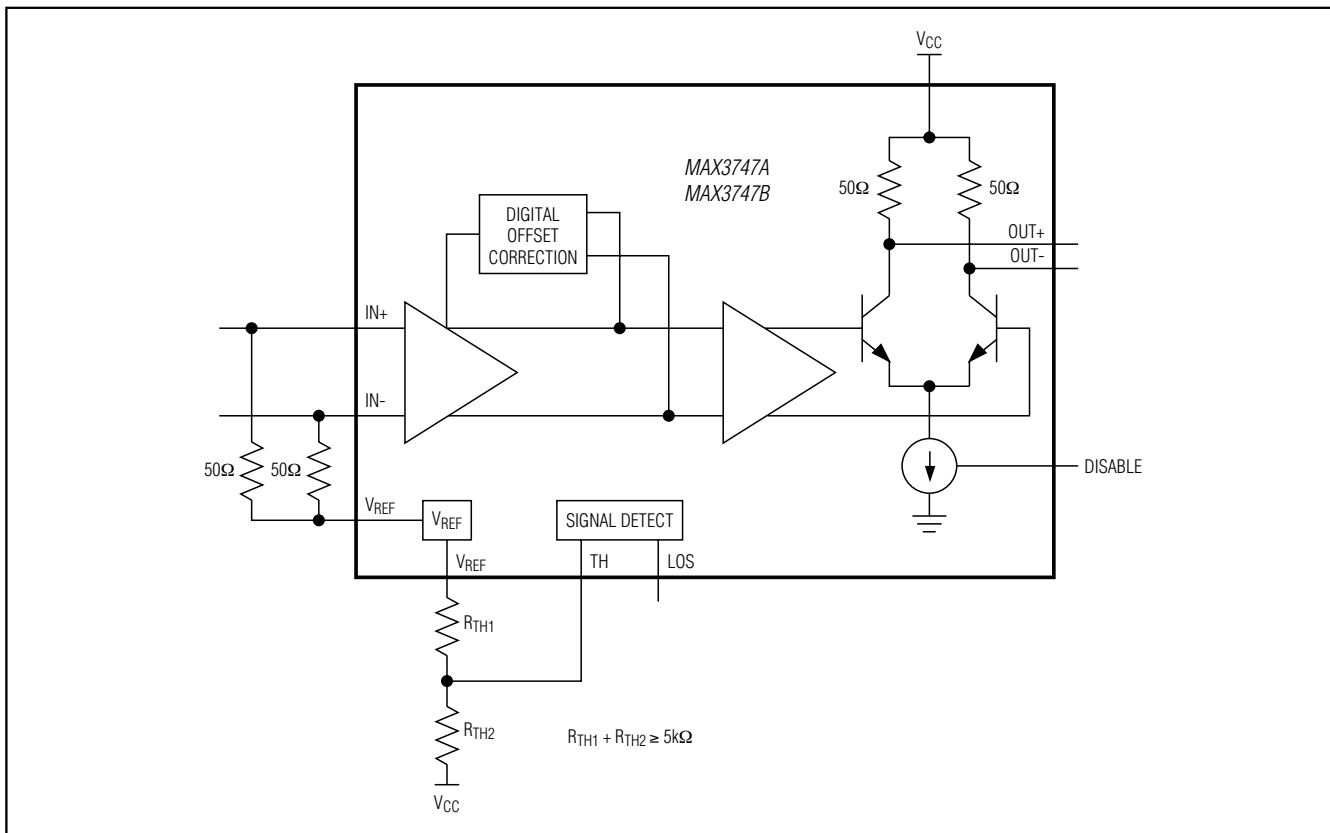 VCC
MAX3747A
MAX3747B
50Ω
50Ω
DIGITAL
OFFSET
CORRECTION
OUT+
OUT-
IN+
IN-
50Ω
50Ω
DISABLE
VREF
VREF
SIGNAL DETECT
VREF
TH
LOS
RTH1
RTH2
RTH1 + RTH2 ≥ 5kΩ
VCC